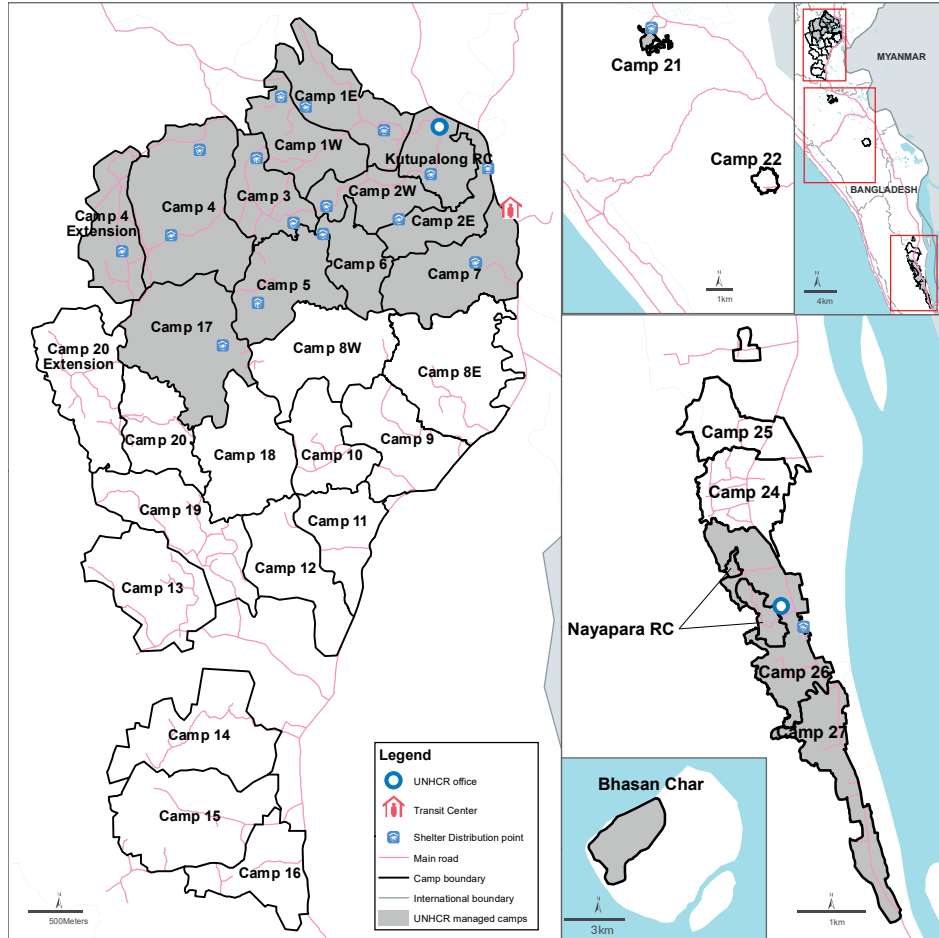 Camp 1E
Camp 1W
Kutupalong RC
Camp 3
Camp 2W
Camp 4
Camp 4
Extension
Camp 2E
Camp 6
Camp 7
Camp 5
Camp 17
Camp 20
Extension
Camp 8W
Camp 8E
Camp 20
Camp 18
Camp 10
Camp 9
Camp 19
Camp 11
Camp 12
Camp 13
Camp 14
Camp 15
Camp 16
N
500Meters
Legend
UNHCR office
Transit Center
Shelter Distribution point
Main road
Camp boundary
International boundary
UNHCR managed camps
Camp 21
Camp 22
N
1km
MYANMAR
BANGLADESH
N
4km
Camp 25
Camp 24
Nayapara RC
Camp 26
Camp 27
N
1km
Bhasan Char
N
3km